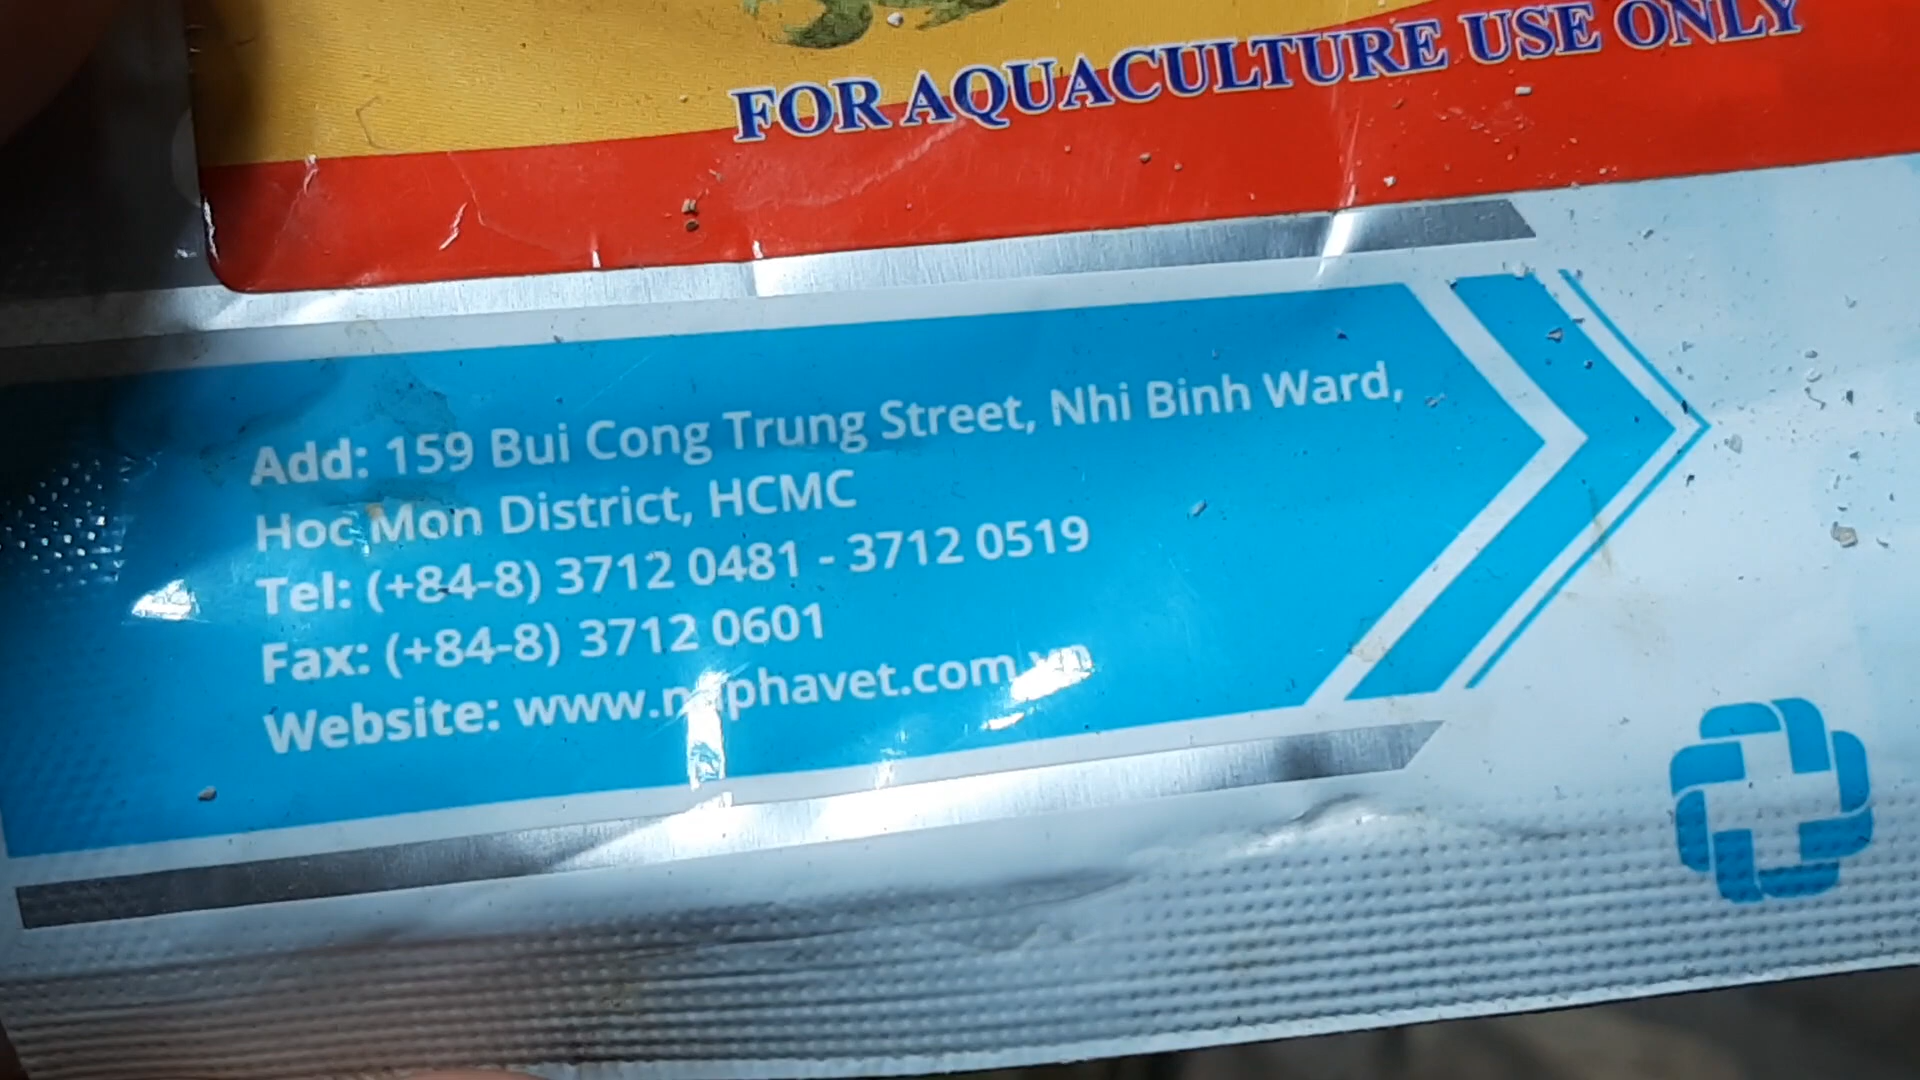 FOR AQUACULTURE USE ONLY
Add: 159 Bui Cong Trung Street, Nhi Binh Ward,
Hoc Mon District, HCMC
Tel: (+84-8) 3712 0481 - 3712 0519
Fax: (+84-8) 3712 0601
Website: